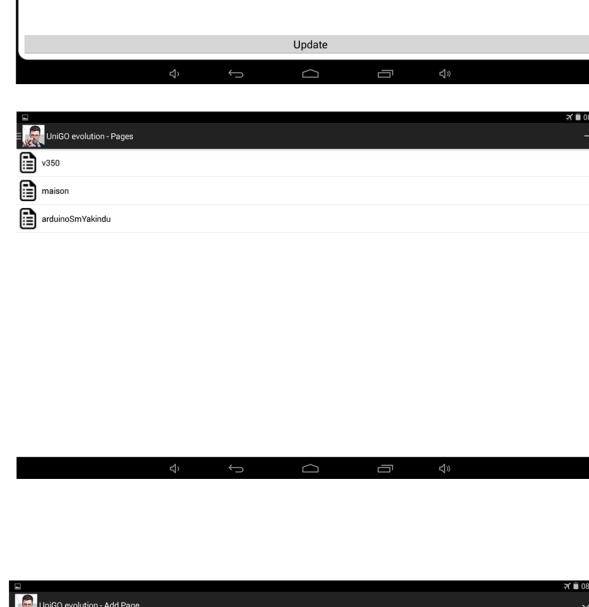 Update
UniGO evolution - Pages
v350
maison
arduinoSmYakindu
UniGO evolution - Add Page